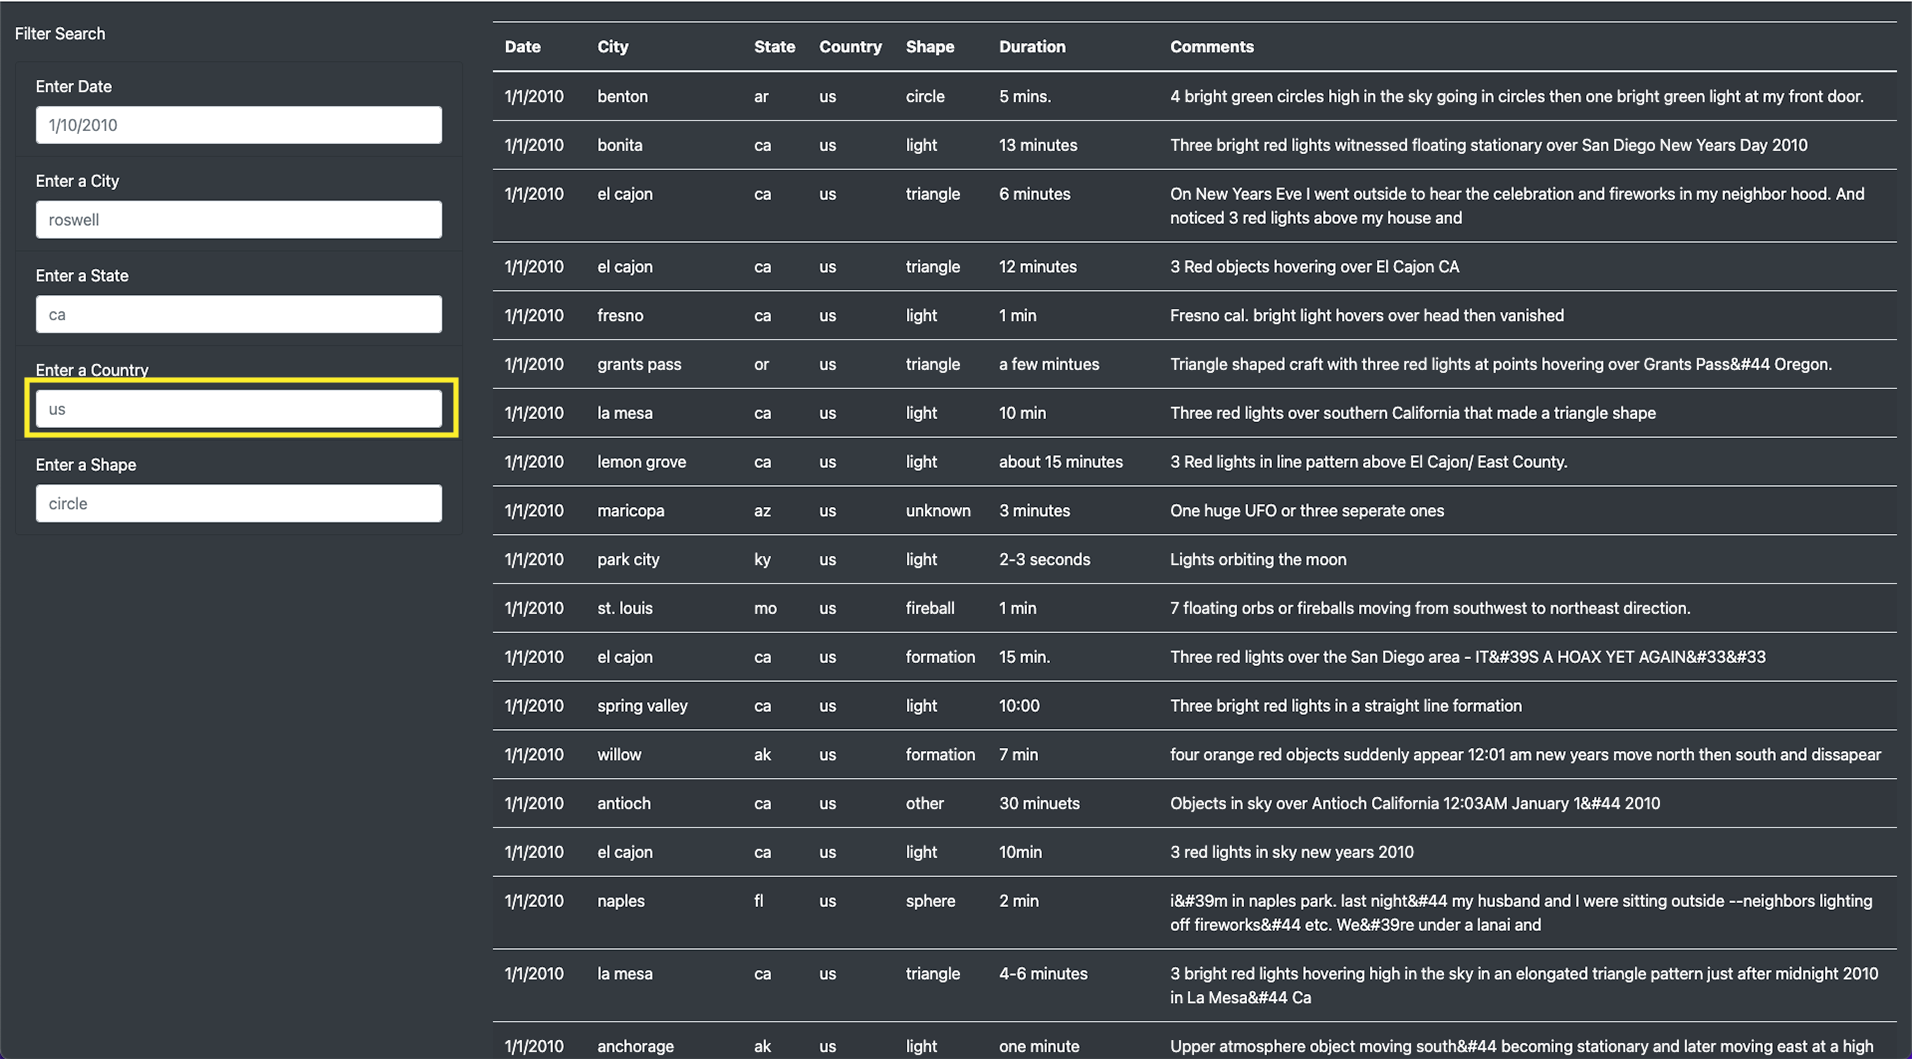 Filter Search
Enter Date
1/10/2010
Enter a City
roswell
Enter a State
ca
Enter a Country
us
Enter a Shape
circle
Date City State Country Shape Duration Comments
1/1/2010 benton ar us circle 5 mins. 4 bright green circles high in the sky going in circles then one bright green light at my front door.
1/1/2010 bonita ca us light 13 minutes Three bright red lights witnessed floating stationary over San Diego New Years Day 2010
1/1/2010 el cajon ca us triangle 6 minutes On New Years Eve I went outside to hear the celebration and fireworks in my neighbor hood. And
noticed 3 red lights above my house and
1/1/2010 el cajon ca us triangle 12 minutes 3 Red objects hovering over El Cajon CA
1/1/2010 fresno ca us light 1 min Fresno cal. bright light hovers over head then vanished
1/1/2010 grants pass or us triangle a few mintues Triangle shaped craft with three red lights at points hovering over Grants Pass&#44 Oregon.
1/1/2010 la mesa ca us light 10 min Three red lights over southern California that made a triangle shape
1/1/2010 lemon grove ca us light about 15 minutes 3 Red lights in line pattern above El Cajon/ East County.
1/1/2010 maricopa az us unknown 3 minutes One huge UFO or three seperate ones
1/1/2010 park city ky us light 2-3 seconds Lights orbiting the moon
1/1/2010 st. louis mo us fireball 1 min 7 floating orbs or fireballs moving from southwest to northeast direction.
1/1/2010 el cajon ca us formation 15 min. Three red lights over the San Diego area - IT&#39S A HOAX YET AGAIN&#33&#33
1/1/2010 spring valley ca us light 10:00 Three bright red lights in a straight line formation
1/1/2010 willow ak us formation 7 min four orange red objects suddenly appear 12:01 am new years move north then south and dissapear
1/1/2010 antioch ca us other 30 minuets Objects in sky over Antioch California 12:03AM January 1&#44 2010
1/1/2010 el cajon ca us light 10min 3 red lights in sky new years 2010
1/1/2010 naples fl us sphere 2 min i&#39m in naples park. last night&#44 my husband and I were sitting outside --neighbors lighting
off fireworks&#44 etc. We&#39re under a lanai and
1/1/2010 la mesa ca us triangle 4-6 minutes 3 bright red lights hovering high in the sky in an elongated triangle pattern just after midnight 2010
in La Mesa&#44 Ca
1/1/2010 anchorage ak us light one minute Upper atmosphere object moving south&#44 becoming stationary and later moving east at a high